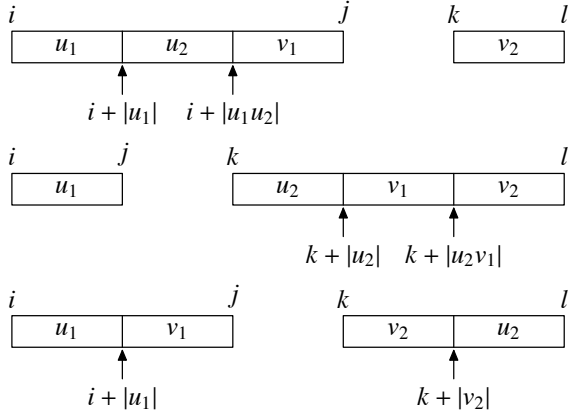 i j k l
u₁ u₂ v₁ v₂
i + |u₁| i + |u₁u₂|
i j k l
u₁ u₂ v₁ v₂
k + |u₂| k + |u₂v₁|
i j k l
u₁ v₁ v₂ u₂
i + |u₁| k + |v₂|